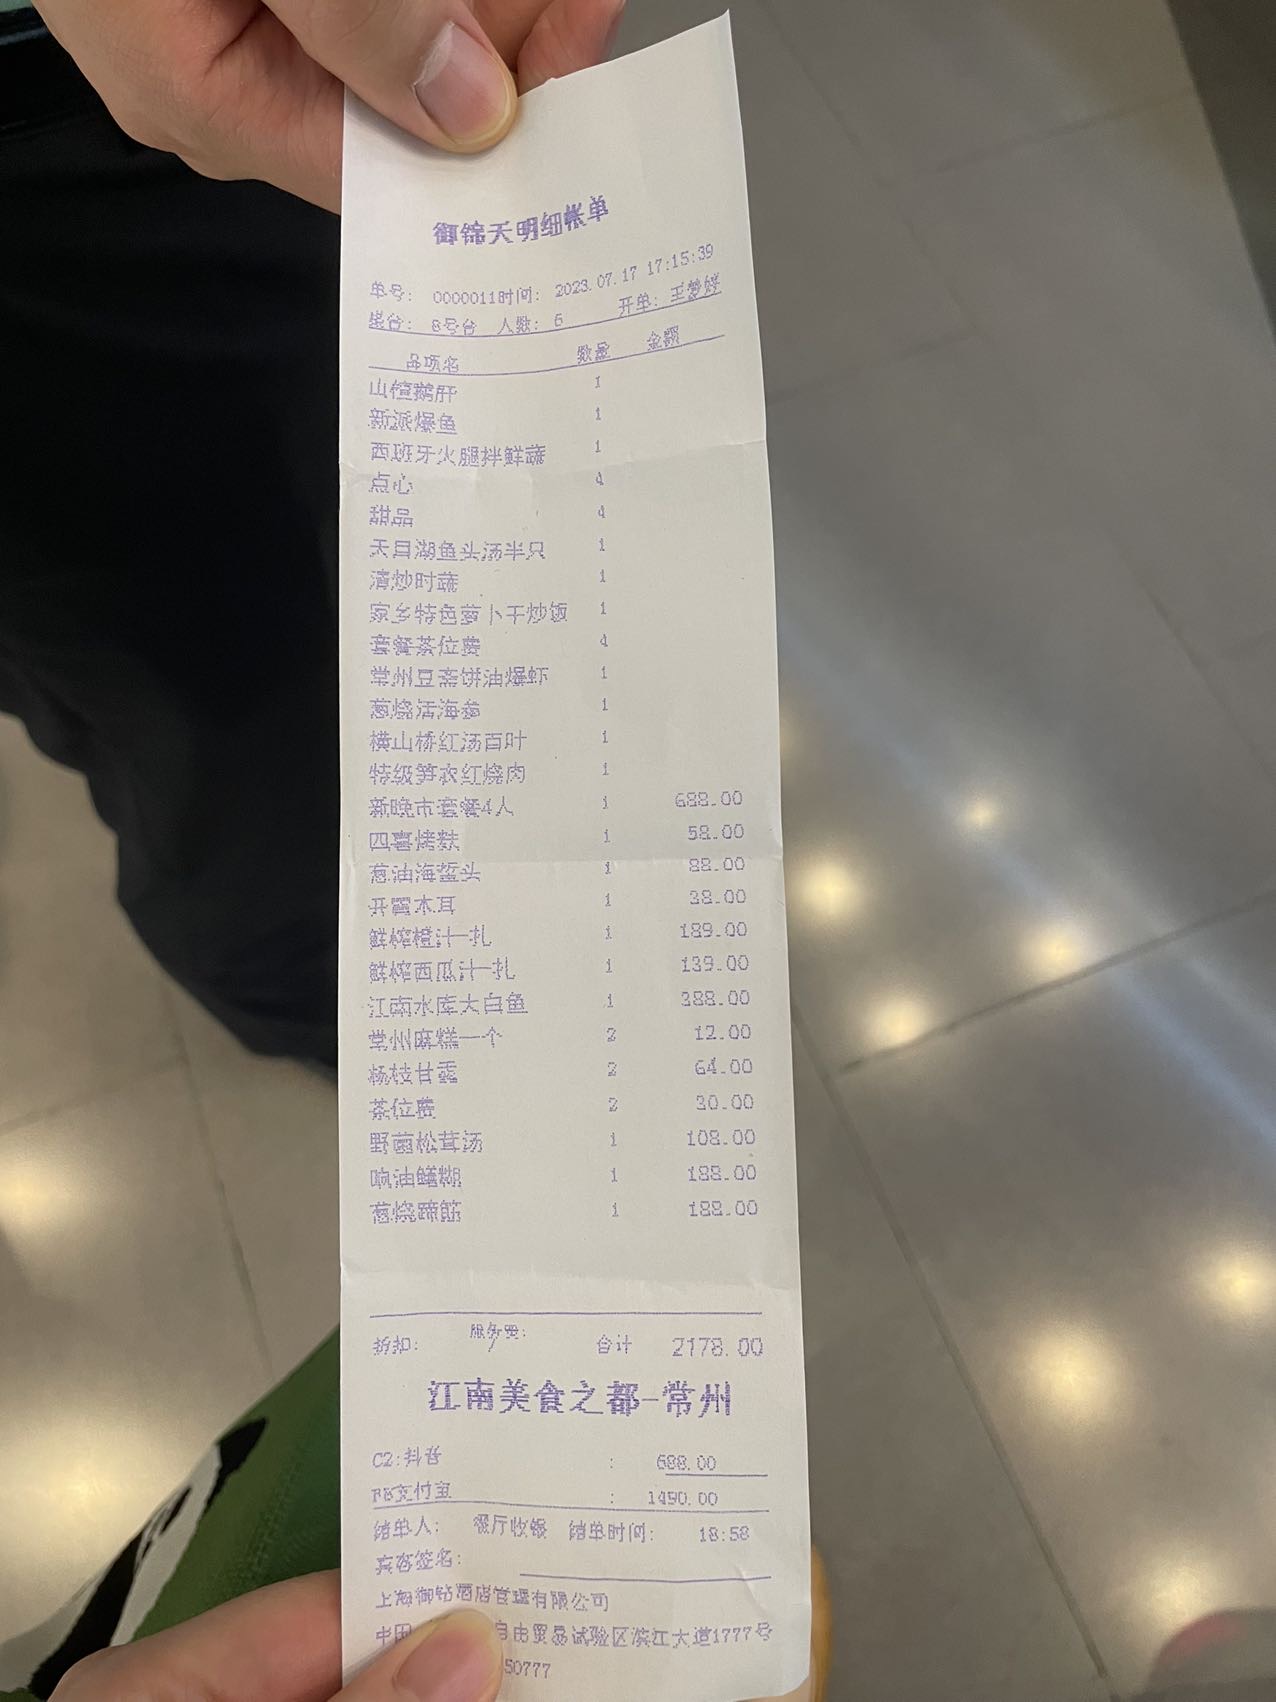 御锦天明细帐单
单号: 0000011时间: 2023.07.17 17:15:39
座台: 8号台 人数: 6 开单: 王梦婷
品项名 数量 金额
山楂鹅肝 1
新派爆鱼 1
西班牙火腿拌鲜蔬 1
点心 4
甜品 4
天目湖鱼头汤半只 1
清炒时蔬 1
家乡特色萝卜干炒饭 1
套餐茶位费 4
常州豆斋饼油爆虾 1
葱烧活海参 1
横山桥红汤百叶 1
特级笋衣红烧肉 1
新晚市套餐4人 1 688.00
四喜烤麸 1 58.00
葱油海蜇头 1 88.00
开胃木耳 1 38.00
鲜榨橙汁一扎 1 189.00
鲜榨西瓜汁一扎 1 139.00
江南水库大白鱼 1 388.00
常州麻糕一个 2 12.00
杨枝甘露 2 64.00
茶位费 2 30.00
野菌松茸汤 1 108.00
响油鳝糊 1 188.00
葱烧蹄筋 1 188.00
折扣: 服务费: / 合计 2178.00
江南美食之都-常州
C2:抖音 : 688.00
支付宝 : 1490.00
结单人: 餐厅收银 结单时间: 18:58
宾客签名:
上海御钻酒店管理有限公司
中国 自由贸易试验区滨江大道1777号
50777